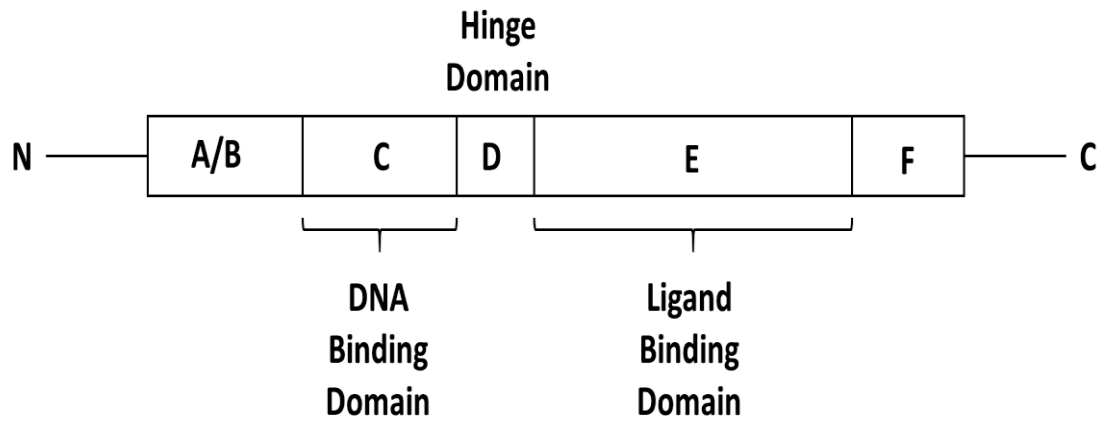 Hinge
Domain
N A/B C D E F C
DNA
Binding
Domain
Ligand
Binding
Domain